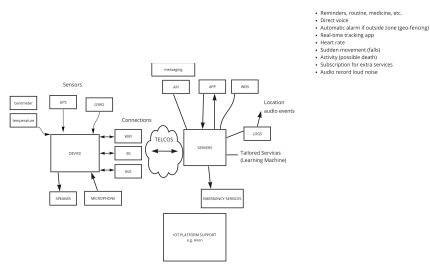 Reminders, routine, medicine, etc.
Direct voice
Automatic alarm if outside zone (geo-fencing)
Real-time tracking app
Heart rate
Sudden movement (falls)
Activity (possible death)
Subscription for extra services
Audio record loud noise
messaging
Sensors
API
APP
WEB
barometer
GPS
GYRO
Location
audio events
temperature
Connections
WIFI
TELCOS
LOGS
DEVICE
SERVERS
Tailored Services
(Learning Machine)
SPEAKER
MICROPHONE
EMERGENCY SERVICES
IOT PLATFORM SUPPORT